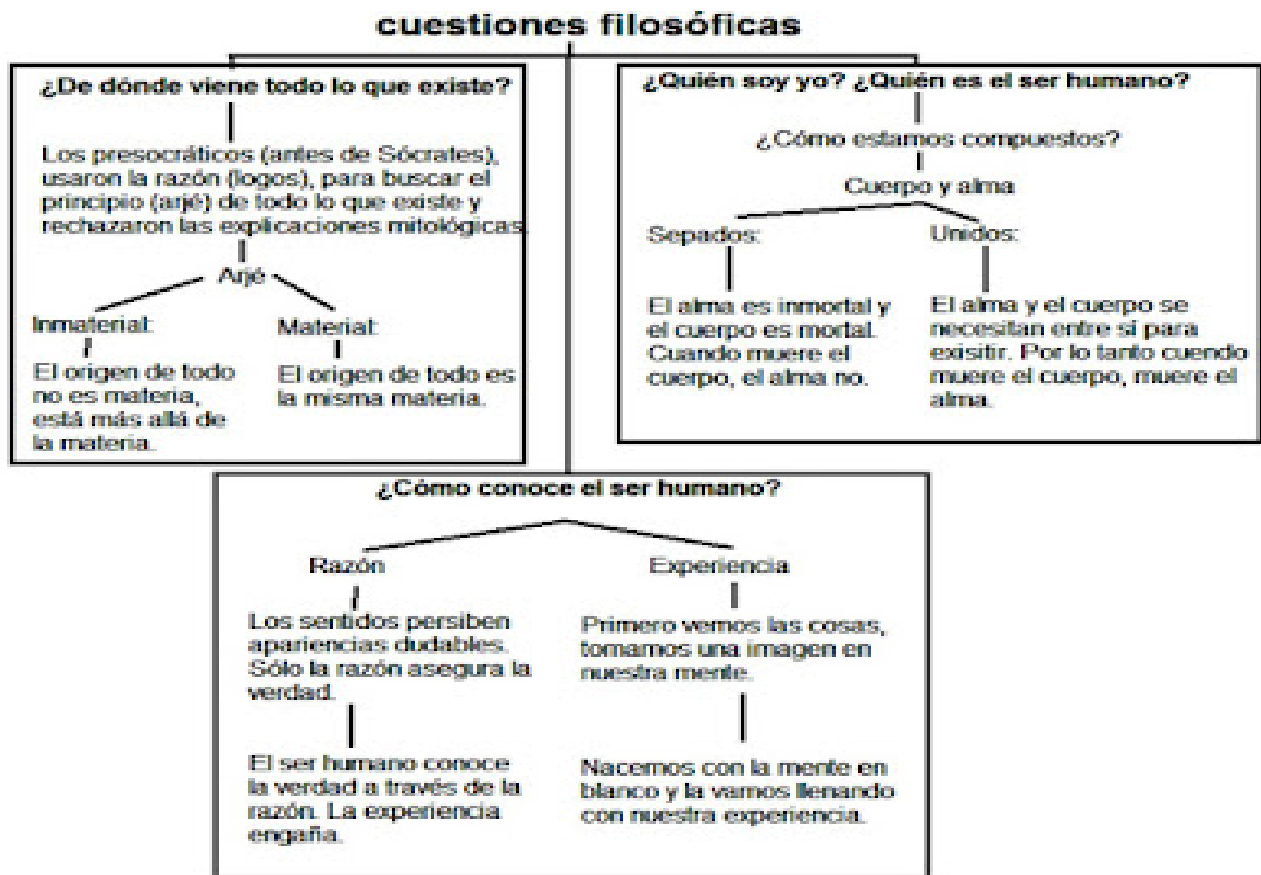 cuestiones filosóficas
¿De dónde viene todo lo que existe?
Los presocráticos (antes de Sócrates),
usaron la razón (logos), para buscar el
principio (arjé) de todo lo que existe y
rechazaron las explicaciones mitológicas.
Arjé
Inmaterial:
El origen de todo
no es materia,
está más allá de
la materia.
Material:
El origen de todo es
la misma materia.
¿Quién soy yo? ¿Quién es el ser humano?
¿Cómo estamos compuestos?
Cuerpo y alma
Sepados:
El alma es inmortal y
el cuerpo es mortal.
Cuando muere el
cuerpo, el alma no.
Unidos:
El alma y el cuerpo se
necesitan entre si para
exisitir. Por lo tanto cuendo
muere el cuerpo, muere el
alma.
¿Cómo conoce el ser humano?
Razón
Los sentidos persiben
apariencias dudables.
Sólo la razón asegura la
verdad.
El ser humano conoce
la verdad a través de la
razón. La experiencia
engaña.
Experiencia
Primero vemos las cosas,
tomamos una imagen en
nuestra mente.
Nacemos con la mente en
blanco y la vamos llenando
con nuestra experiencia.